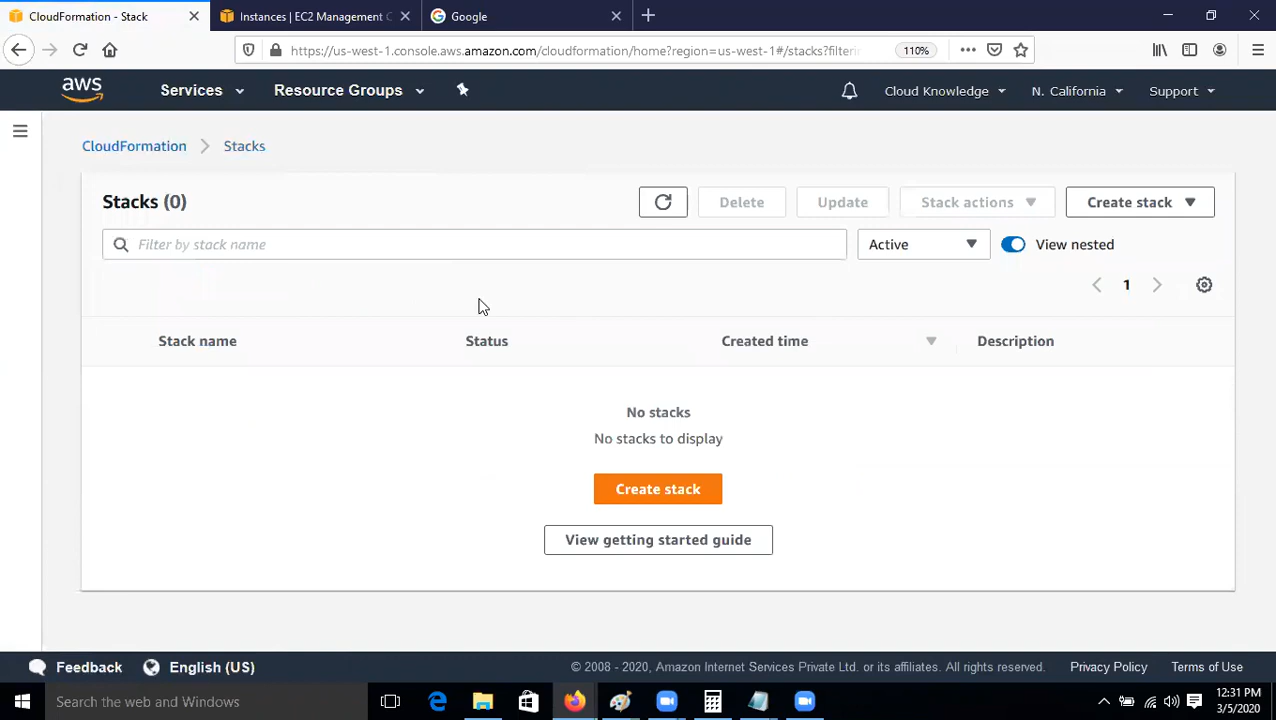 CloudFormation - Stack
Instances | EC2 Management C
Google
https://us-west-1.console.aws.amazon.com/cloudformation/home?region=us-west-1#/stacks?filteri
110%
aws
Services
Resource Groups
Cloud Knowledge
N. California
Support
CloudFormation
Stacks
Stacks (0)
Delete
Update
Stack actions
Create stack
Filter by stack name
Active
View nested
1
Stack name
Status
Created time
Description
No stacks
No stacks to display
Create stack
View getting started guide
Feedback
English (US)
© 2008 - 2020, Amazon Internet Services Private Ltd. or its affiliates. All rights reserved.
Privacy Policy
Terms of Use
Search the web and Windows
12:31 PM
3/5/2020